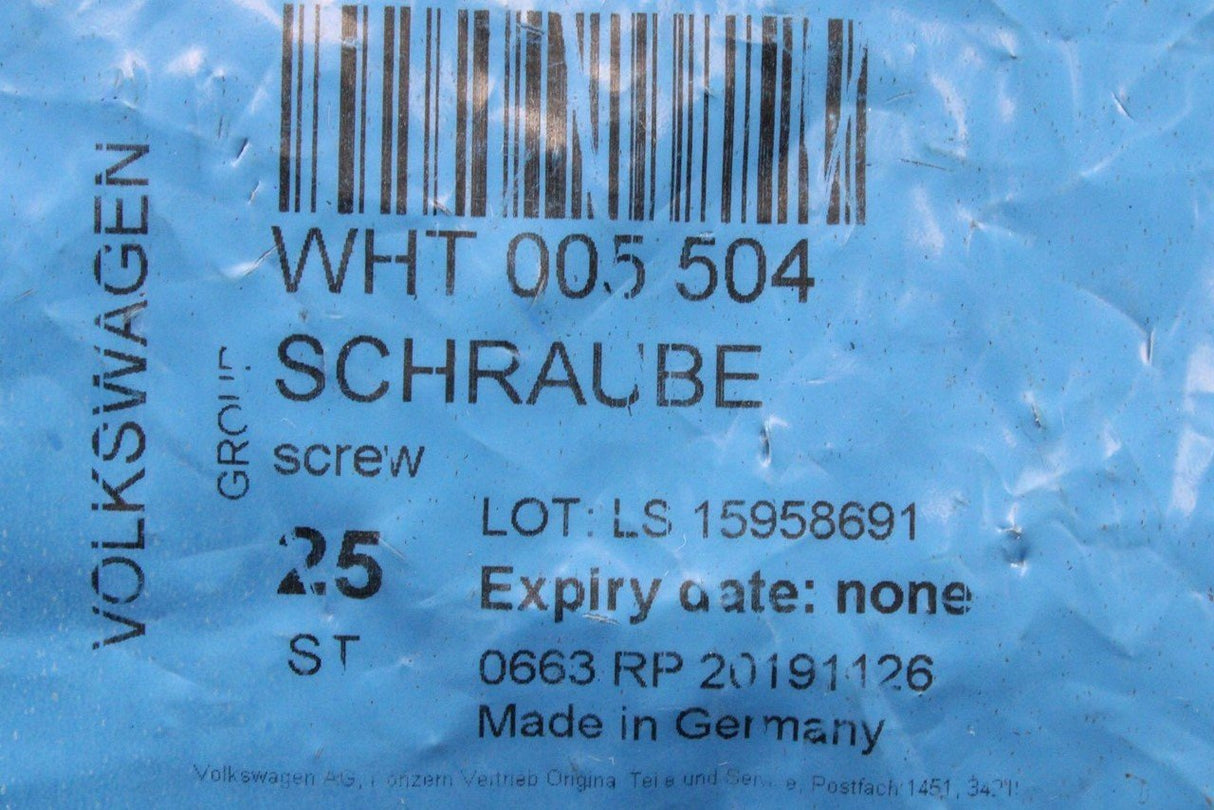 VOLKSWAGEN
GROUP
WHT 005 504
SCHRAUBE
screw
25
ST
LOT: LS 15958691
Expiry date: none
0663 RP 20191126
Made in Germany
Volkswagen AG, Konzern Vertrieb Original Teile und Service, Postfach 1451,